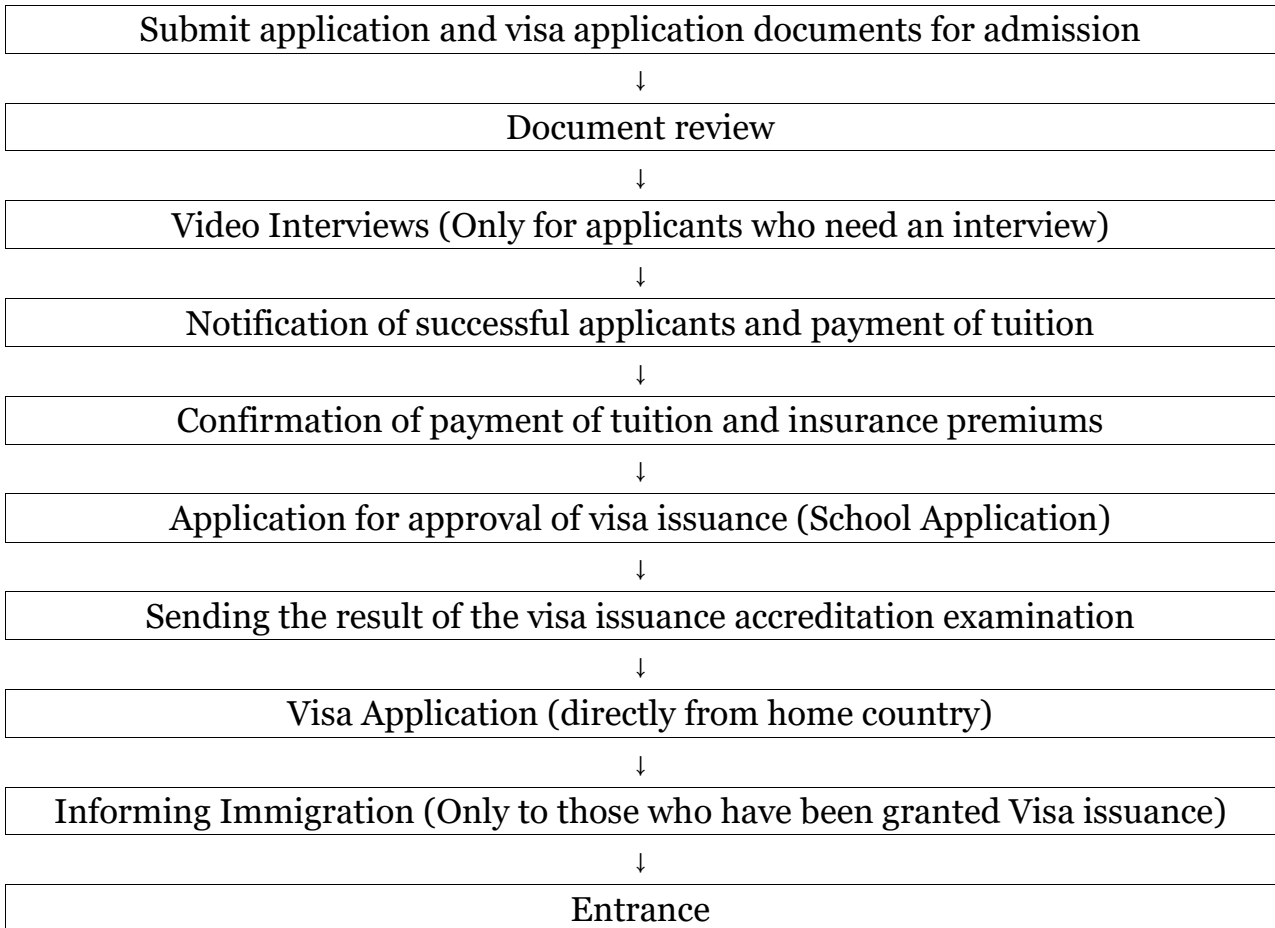 Submit application and visa application documents for admission
↓
Document review
↓
Video Interviews (Only for applicants who need an interview)
↓
Notification of successful applicants and payment of tuition
↓
Confirmation of payment of tuition and insurance premiums
↓
Application for approval of visa issuance (School Application)
↓
Sending the result of the visa issuance accreditation examination
↓
Visa Application (directly from home country)
↓
Informing Immigration (Only to those who have been granted Visa issuance)
↓
Entrance